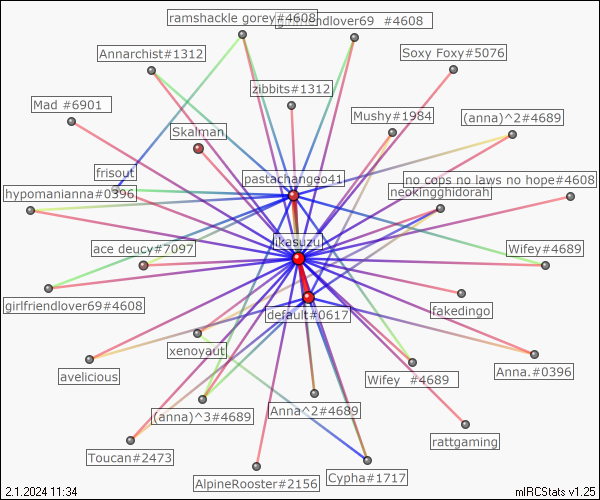 ramshackle gorey#4608
girlfriendlover69 #4608
Annarchist#1312
Soxy Foxy#5076
zibbits#1312
Mad #6901
Mushy#1984
(anna)^2#4689
Skalman
frisout
pastachangeo41
no cops no laws no hope#4608
hypomanianna#0396
neokingghidorah
ikasuzu
ace deucy#7097
Wifey#4689
girlfriendlover69#4608
fakedingo
default#0617
xenoyaut
avelicious
Wifey #4689
Anna.#0396
(anna)^3#4689
Anna^2#4689
rattgaming
Toucan#2473
AlpineRooster#2156
Cypha#1717
2.1.2024 11:34
mIRCStats v1.25